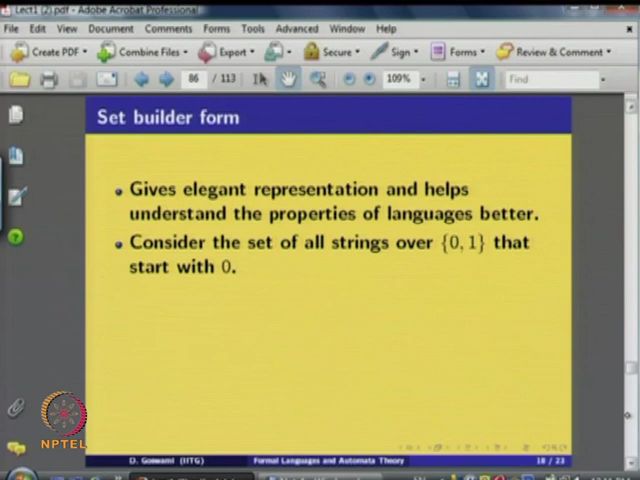 Lect1 (2).pdf - Adobe Acrobat Professional
File Edit View Document Comments Forms Tools Advanced Window Help
Create PDF Combine Files Export Secure Sign Forms Review & Comment
86 / 113 109% Find
Set builder form
Gives elegant representation and helps
understand the properties of languages better.
Consider the set of all strings over {0, 1} that
start with 0.
NPTEL
D. Goswami (IITG) Formal Languages and Automata Theory 18 / 23